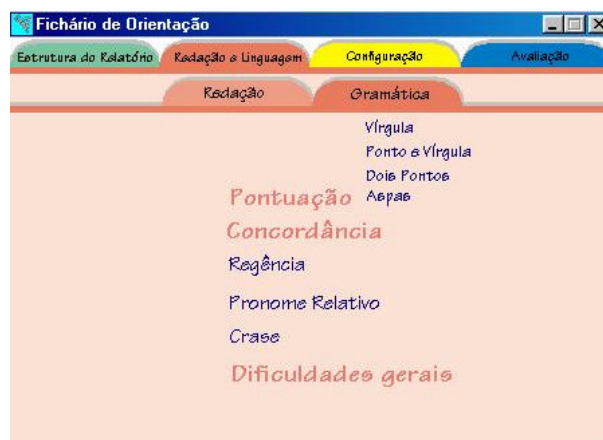 Fichário de Orientação
Estrutura do Relatório Redação e Linguagem Configuração Avaliação
Redação Gramática
Vírgula
Ponto e Vírgula
Dois Pontos
Pontuação Aspas
Concordância
Regência
Pronome Relativo
Crase
Dificuldades gerais